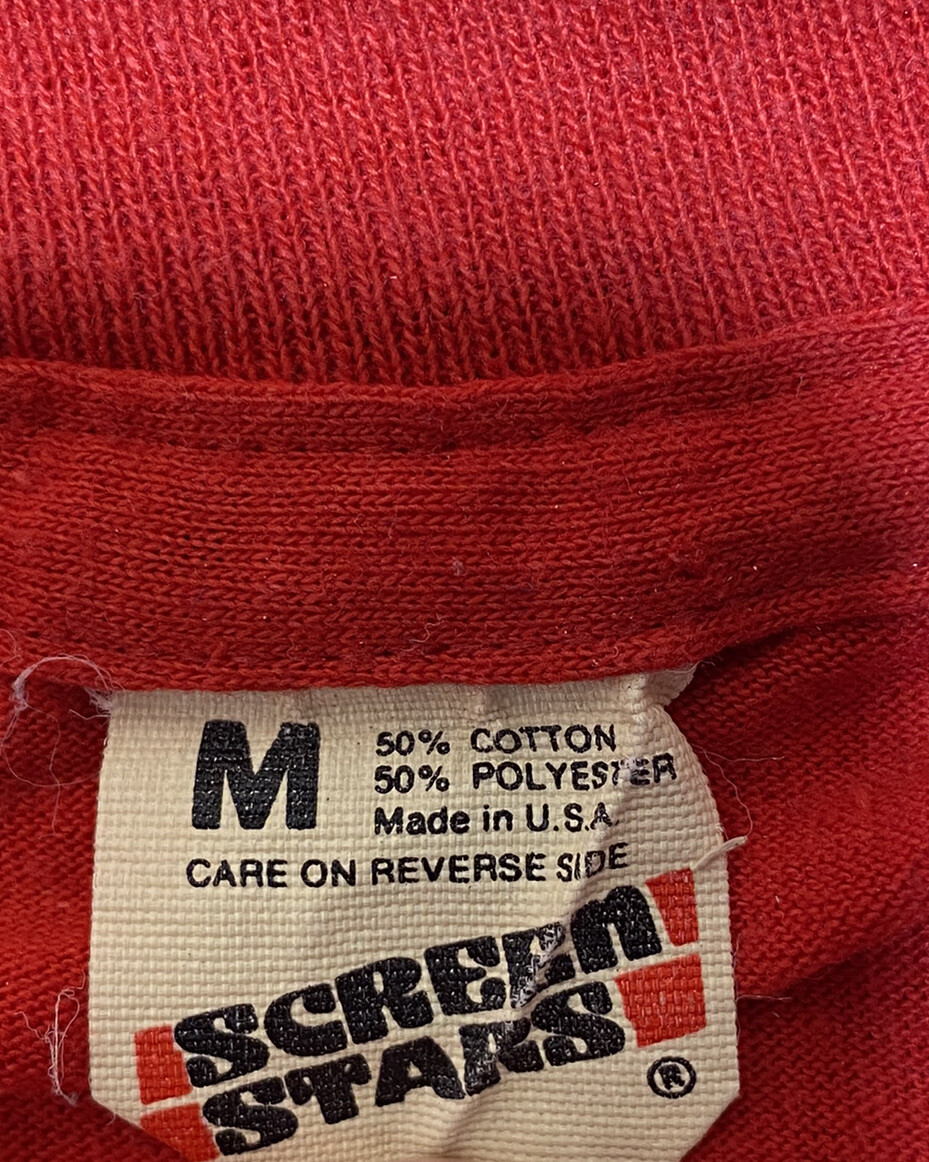 M
50% COTTON
50% POLYESTER
Made in U.S.A.
CARE ON REVERSE SIDE
SCREEN
STARS
®